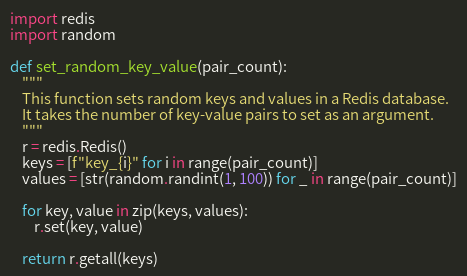 import redis
import random

def set_random_key_value(pair_count):
    """
    This function sets random keys and values in a Redis database.
    It takes the number of key-value pairs to set as an argument.
    """
    r = redis.Redis()
    keys = [f"key_{i}" for i in range(pair_count)]
    values = [str(random.randint(1, 100)) for _ in range(pair_count)]

    for key, value in zip(keys, values):
        r.set(key, value)

    return r.getall(keys)